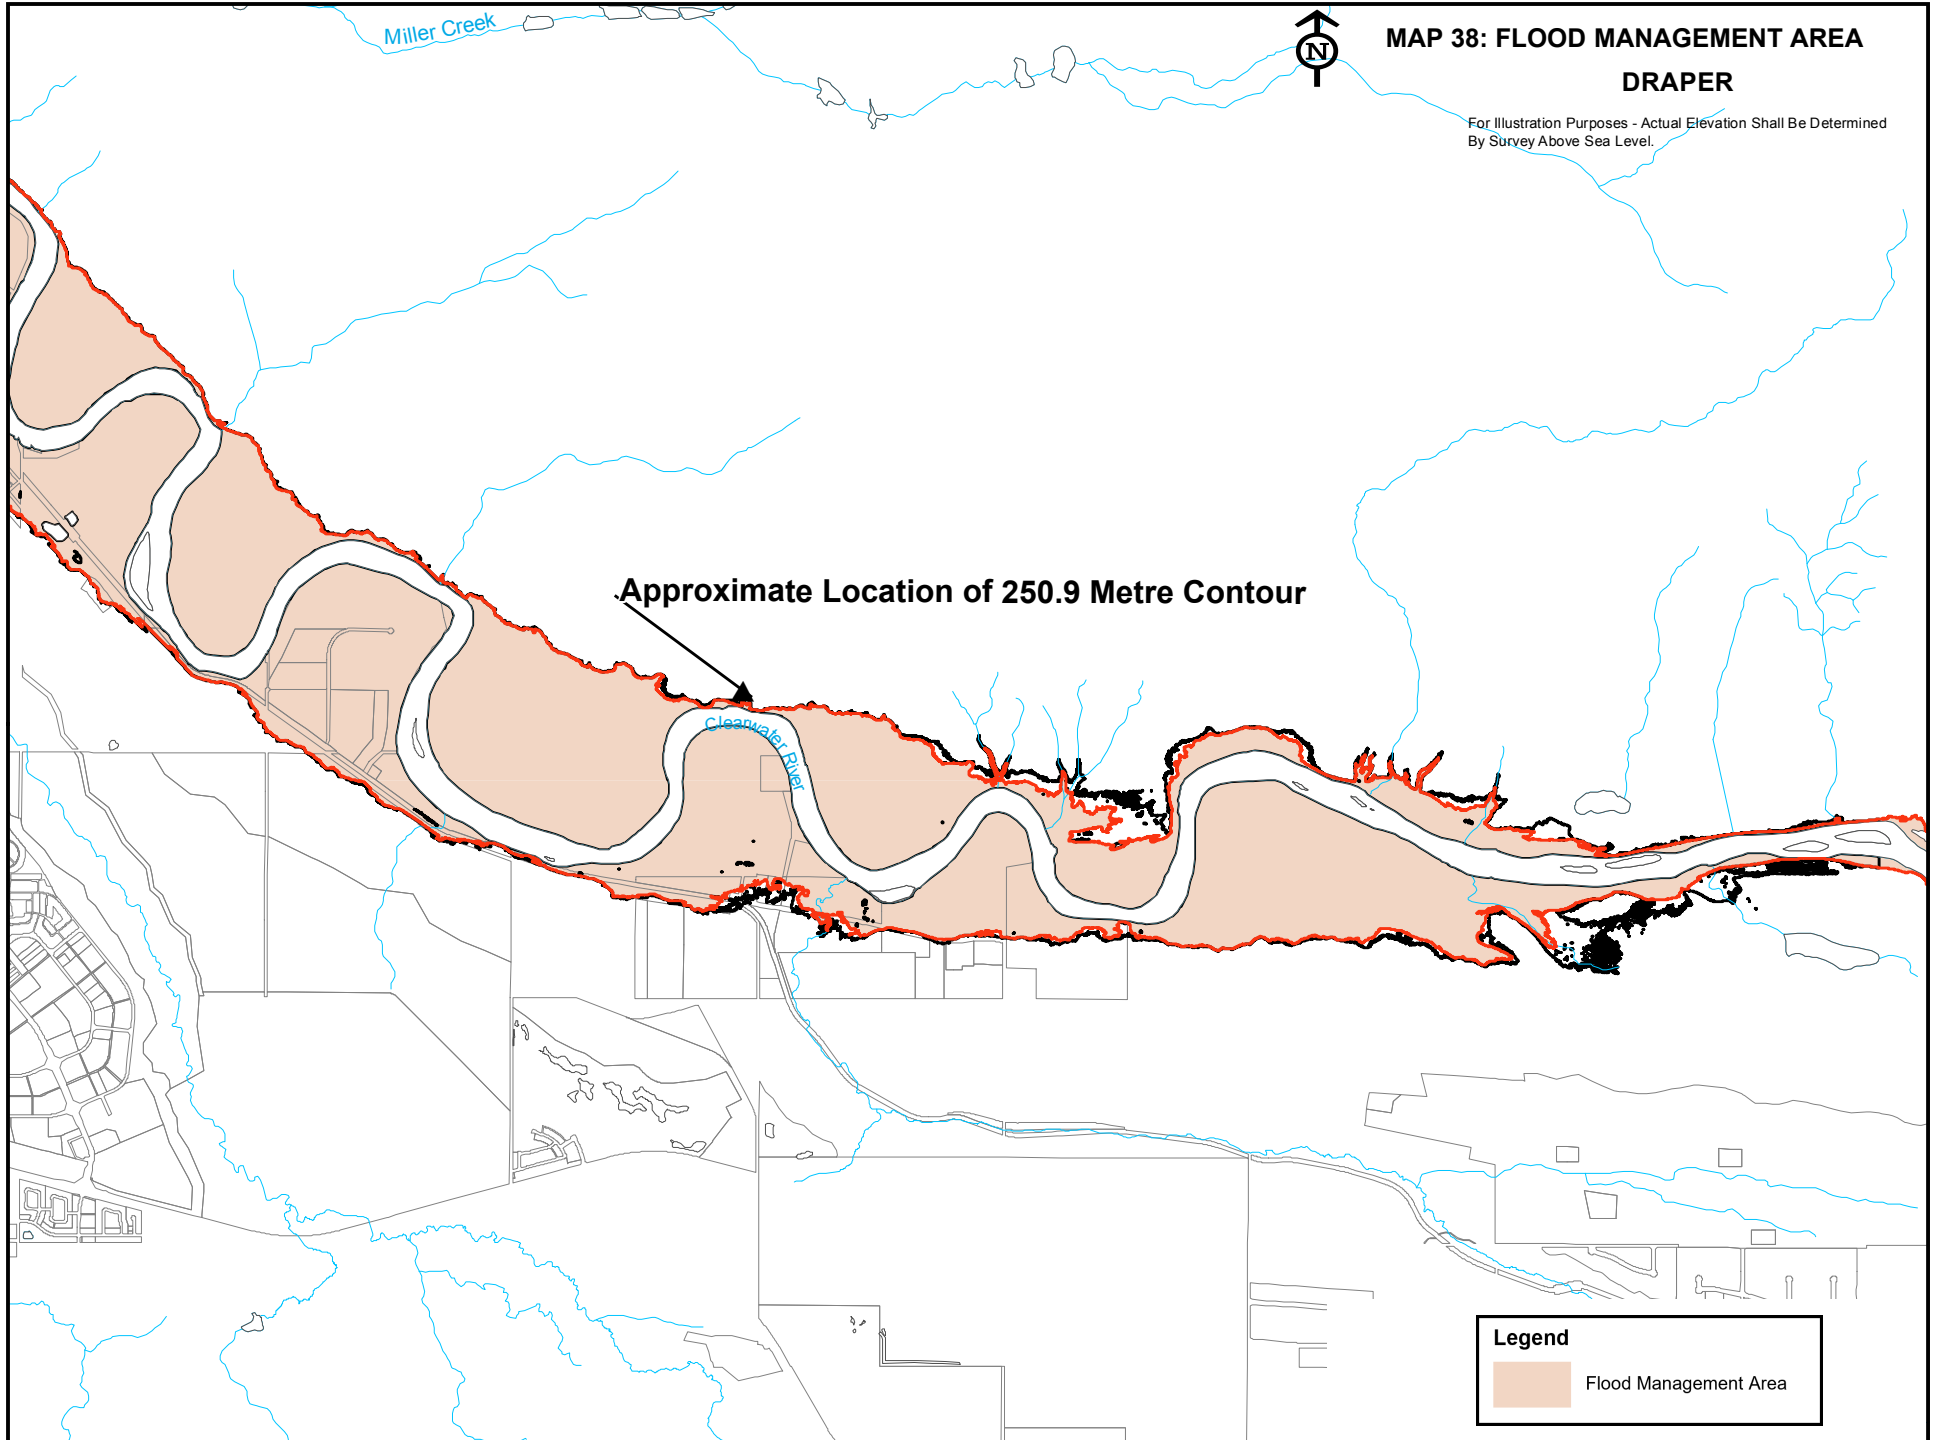 Miller Creek
N
MAP 38: FLOOD MANAGEMENT AREA
DRAPER
For Illustration Purposes - Actual Elevation Shall Be Determined
By Survey Above Sea Level.
Approximate Location of 250.9 Metre Contour
Clearwater River
Legend
Flood Management Area